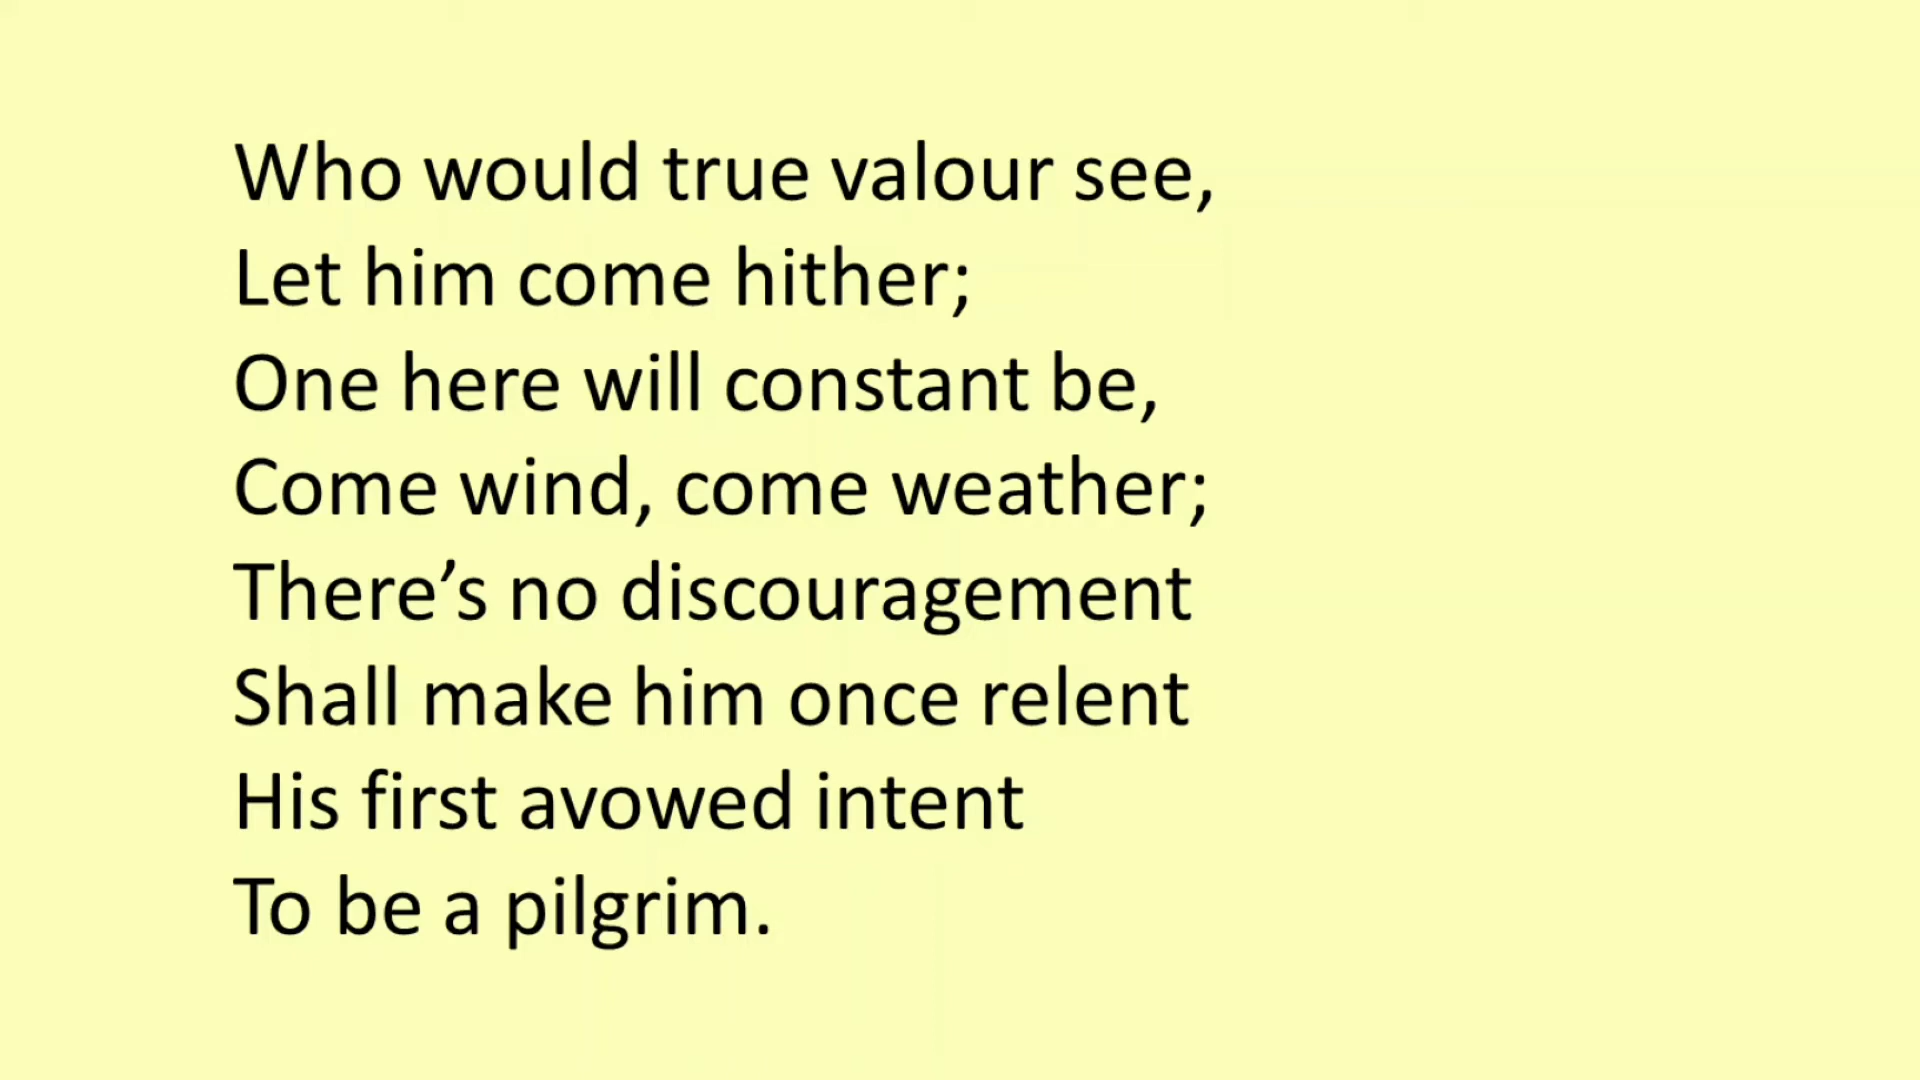 Who would true valour see,
Let him come hither;
One here will constant be,
Come wind, come weather;
There’s no discouragement
Shall make him once relent
His first avowed intent
To be a pilgrim.